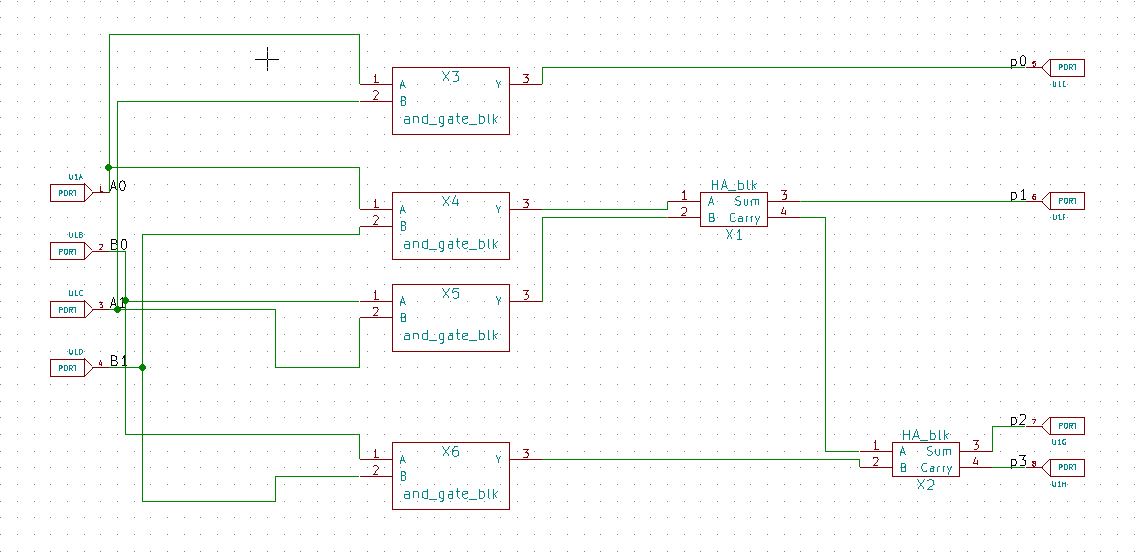 X3
1 A Y 3
2 B
and_gate_blk
p0 5 PORT
U1E
U1A
PORT 1 A0
X4
1 A Y 3
2 B
and_gate_blk
HA_blk
1 A Sum 3
2 B Carry 4
X1
p1 6 PORT
U1F
U1B
PORT 2 B0
U1C
PORT 3 A1
X5
1 A Y 3
2 B
and_gate_blk
U1D
PORT 4 B1
X6
1 A Y 3
2 B
and_gate_blk
HA_blk
1 A Sum 3
2 B Carry 4
X2
p2 7 PORT
U1G
p3 8 PORT
U1H